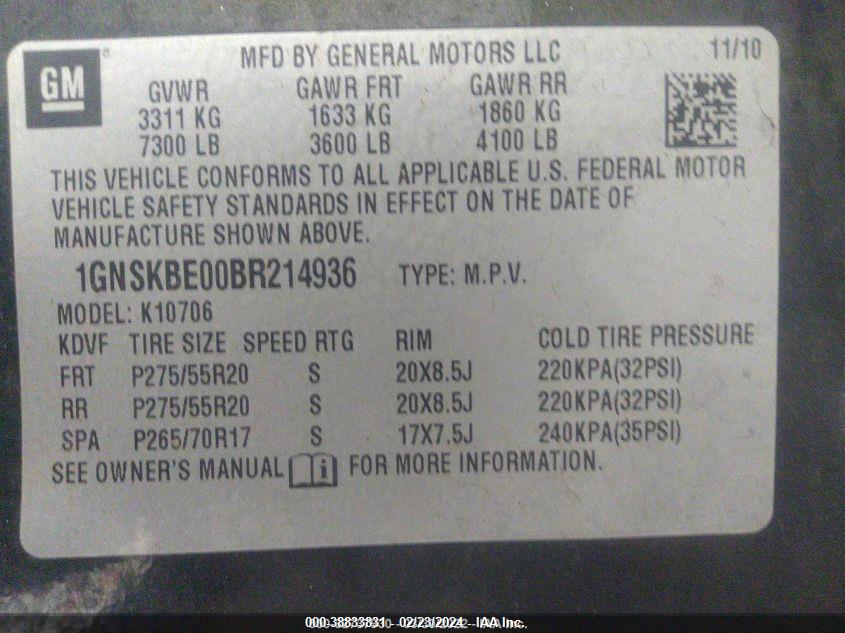 GM
MFD BY GENERAL MOTORS LLC 11/10
GVWR GAWR FRT GAWR RR
3311 KG 1633 KG 1860 KG
7300 LB 3600 LB 4100 LB
THIS VEHICLE CONFORMS TO ALL APPLICABLE U.S. FEDERAL MOTOR
VEHICLE SAFETY STANDARDS IN EFFECT ON THE DATE OF
MANUFACTURE SHOWN ABOVE.
1GNSKBE00BR214936 TYPE: M.P.V.
MODEL: K10706
KDVF TIRE SIZE SPEED RTG RIM COLD TIRE PRESSURE
FRT P275/55R20 S 20X8.5J 220KPA(32PSI)
RR P275/55R20 S 20X8.5J 220KPA(32PSI)
SPA P265/70R17 S 17X7.5J 240KPA(35PSI)
SEE OWNER'S MANUAL i FOR MORE INFORMATION.
000-38833831 - 02/23/2024 - IAA Inc.